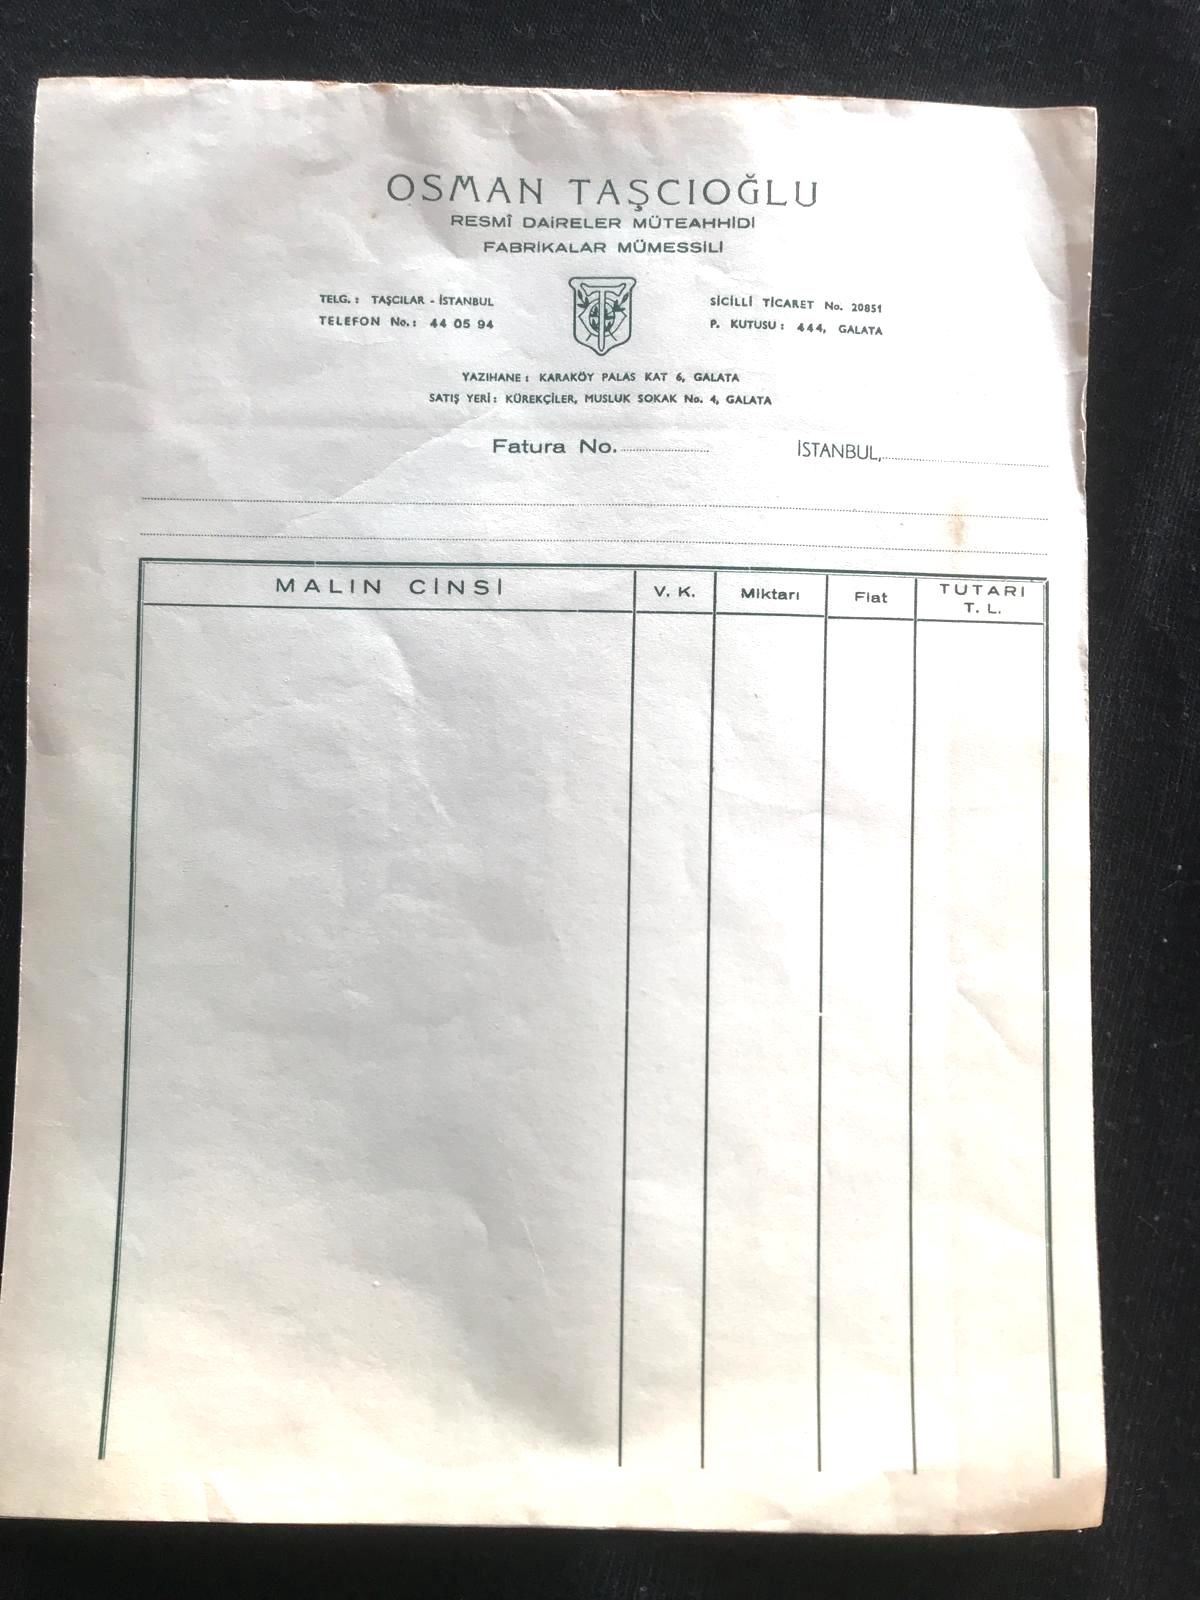 OSMAN TAŞCIOĞLU
RESMÎ DAİRELER MÜTEAHHİDİ
FABRİKALAR MÜMESSİLİ
TELG. : TAŞCILAR - İSTANBUL
TELEFON No. : 44 05 94
SİCİLLİ TİCARET No. 20851
P. KUTUSU : 444, GALATA
YAZIHANE : KARAKÖY PALAS KAT 6, GALATA
SATIŞ YERİ : KÜREKÇİLER, MUSLUK SOKAK No. 4, GALATA
Fatura No. İSTANBUL,
MALIN CİNSİ V. K. Miktarı Fiat TUTARI
T. L.